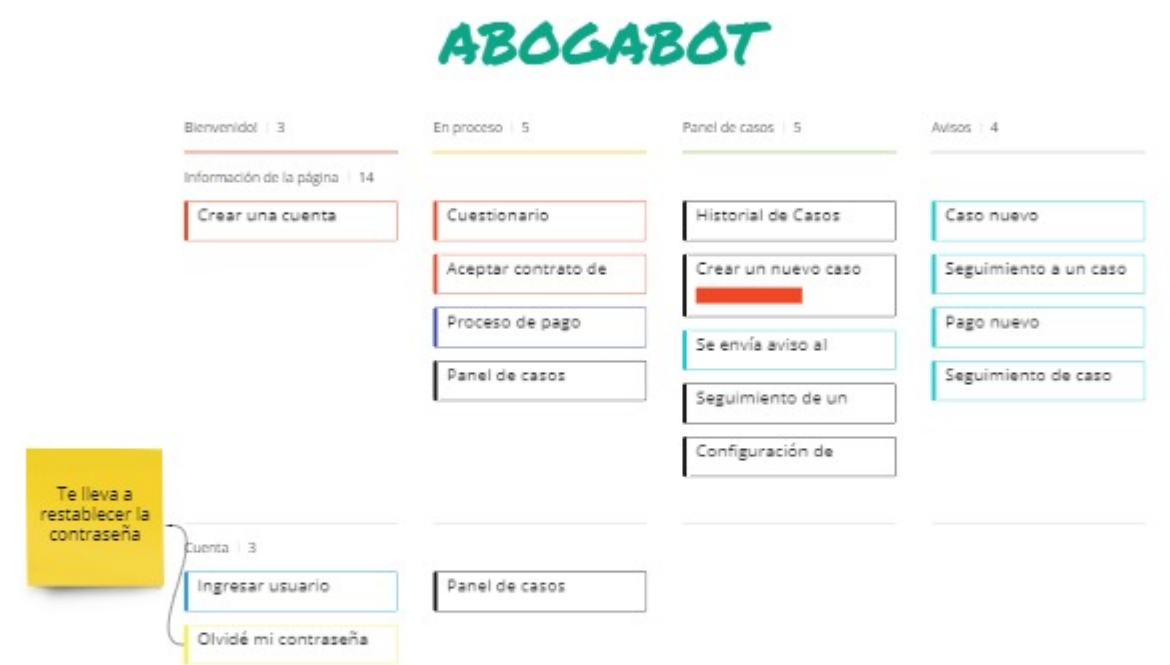 ABOGABOT
Bienvenido! | 3
En proceso | 5
Panel de casos | 5
Avisos | 4
Información de la página | 14
Crear una cuenta
Cuestionario
Historial de Casos
Caso nuevo
Aceptar contrato de
Crear un nuevo caso
Seguimiento a un caso
Proceso de pago
Se envía aviso al
Pago nuevo
Panel de casos
Seguimiento de un
Seguimiento de caso
Configuración de
Te lleva a
restablecer la
contraseña
Cuenta | 3
Ingresar usuario
Panel de casos
Olvidé mi contraseña